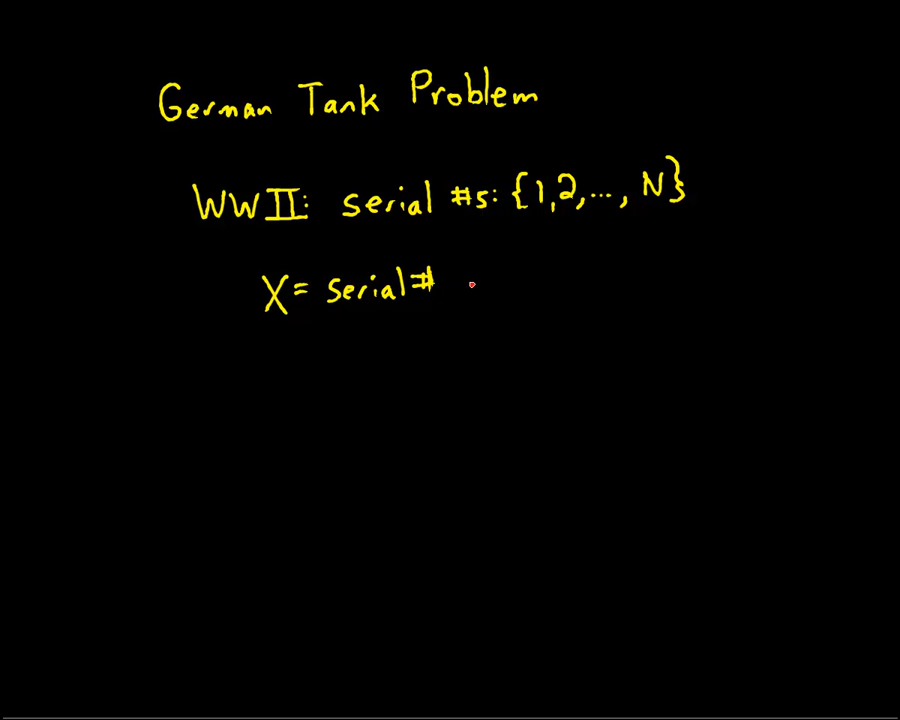 German Tank Problem
WWII: serial #s: {1,2,..., N}
X= serial#